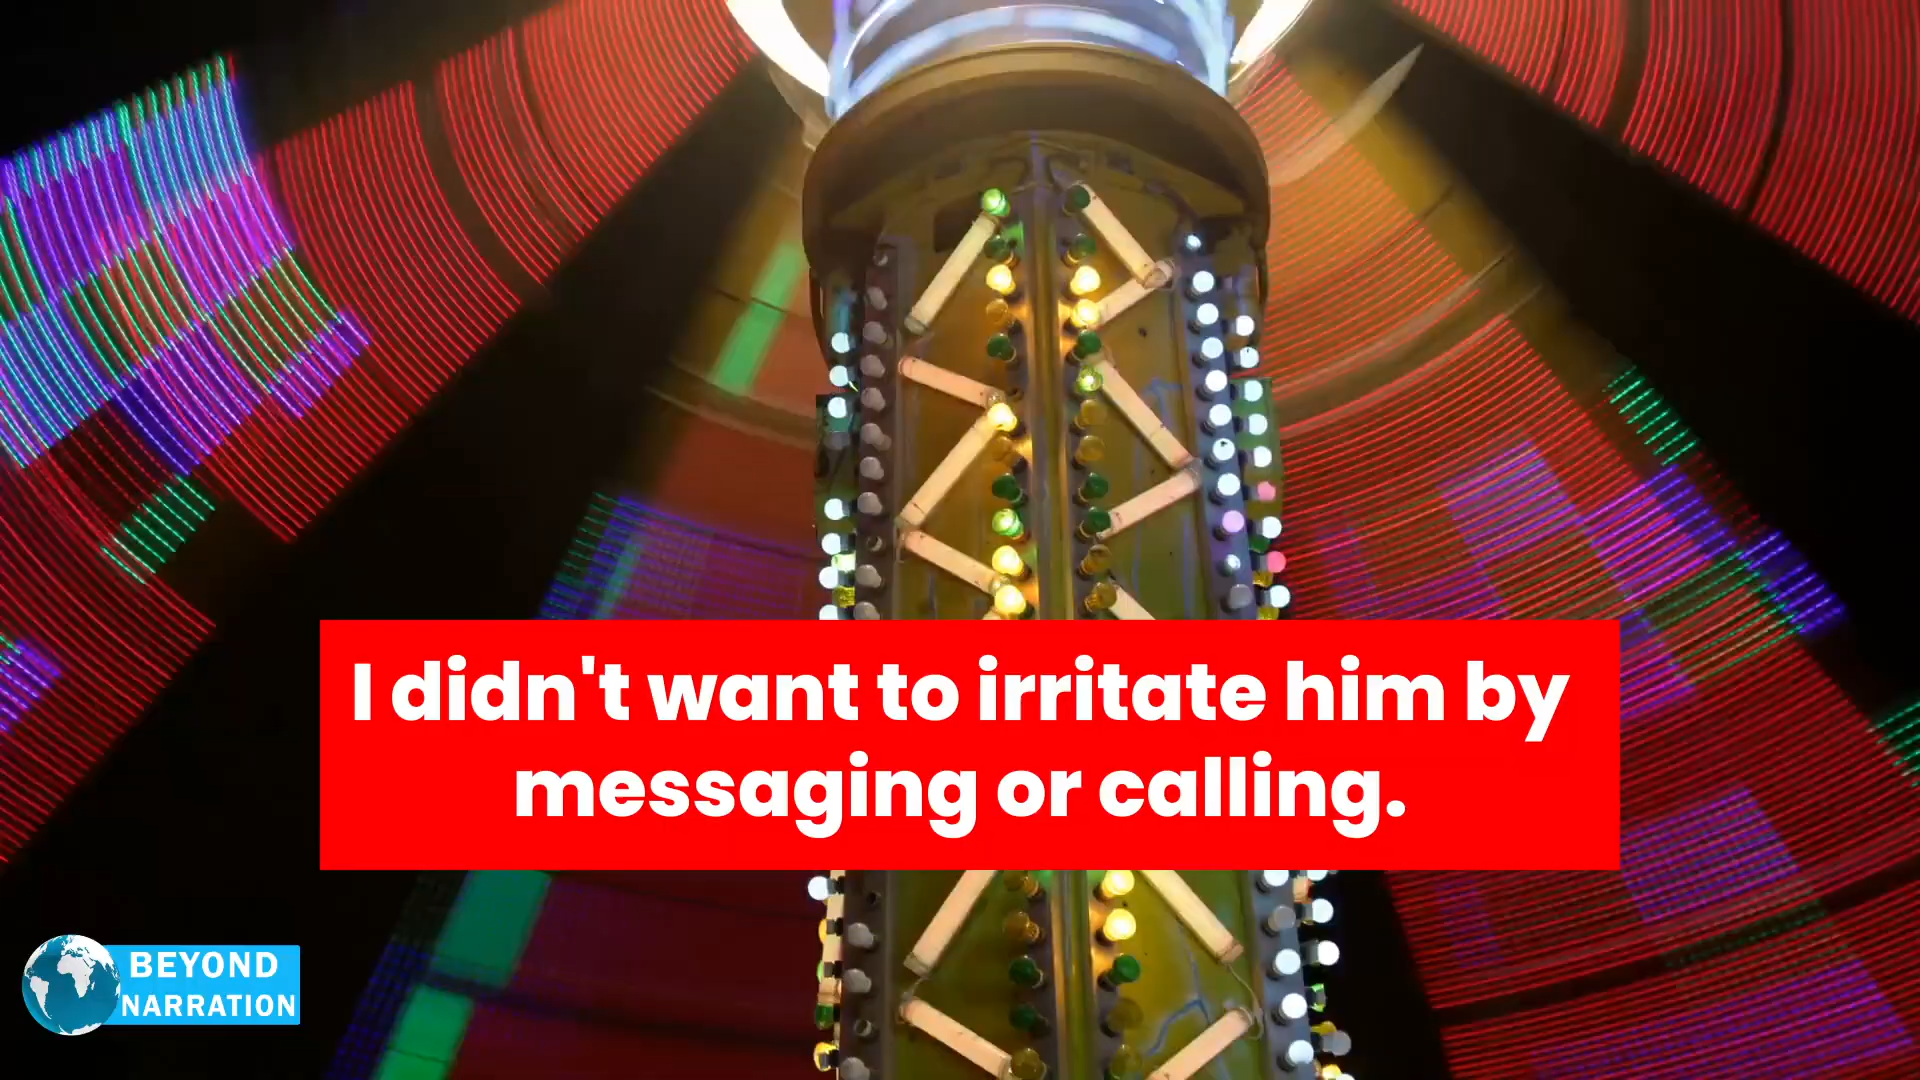 I didn't want to irritate him by
messaging or calling.
BEYOND
NARRATION